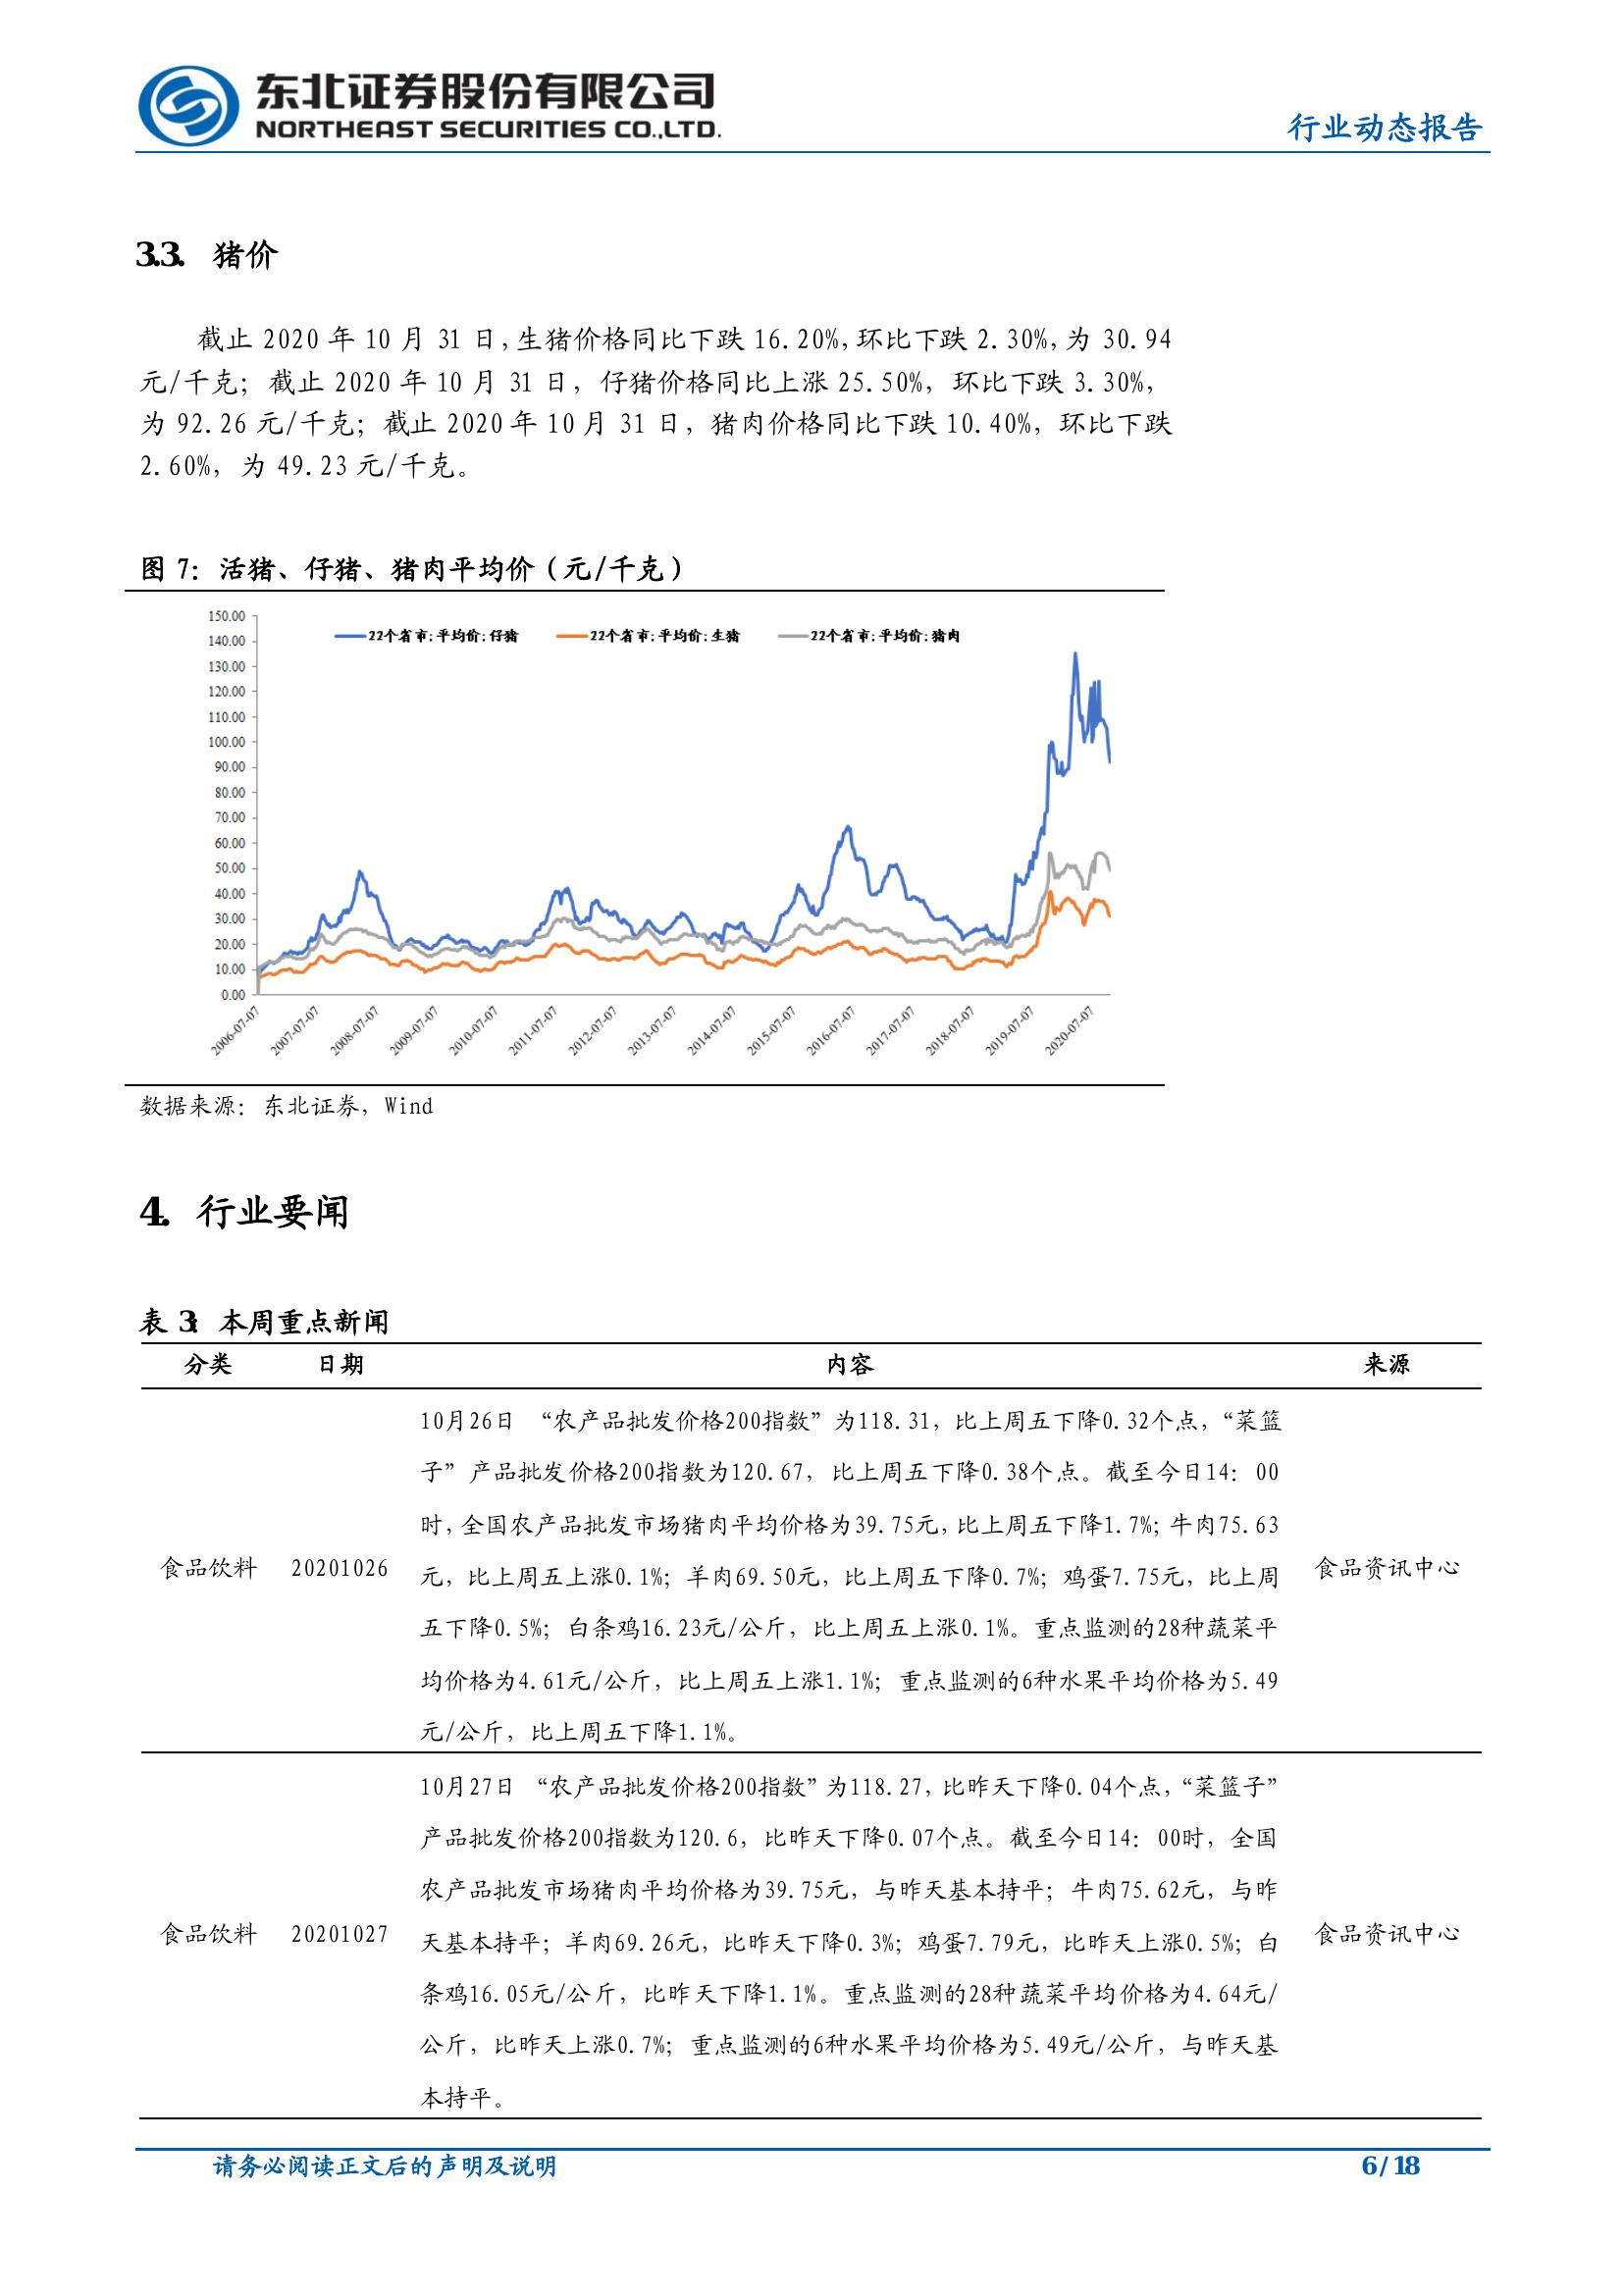 东北证券股份有限公司
NORTHEAST SECURITIES CO.,LTD.
行业动态报告
3.3. 猪价
截止 2020 年 10 月 31 日,生猪价格同比下跌 16.20%,环比下跌 2.30%,为 30.94
元/千克；截止 2020 年 10 月 31 日，仔猪价格同比上涨 25.50%，环比下跌 3.30%，
为 92.26 元/千克；截止 2020 年 10 月 31 日，猪肉价格同比下跌 10.40%，环比下跌
2.60%，为 49.23 元/千克。
图 7：活猪、仔猪、猪肉平均价（元/千克）
22个省市:平均价:仔猪 22个省市:平均价:生猪 22个省市:平均价:猪肉
150.00
140.00
130.00
120.00
110.00
100.00
90.00
80.00
70.00
60.00
50.00
40.00
30.00
20.00
10.00
0.00
2006-07-07 2007-07-07 2008-07-07 2009-07-07 2010-07-07 2011-07-07 2012-07-07 2013-07-07 2014-07-07 2015-07-07 2016-07-07 2017-07-07 2018-07-07 2019-07-07 2020-07-07
数据来源：东北证券，Wind
4. 行业要闻
表 3：本周重点新闻
分类 日期 内容 来源
10月26日 “农产品批发价格200指数”为118.31，比上周五下降0.32个点，“菜篮
子”产品批发价格200指数为120.67，比上周五下降0.38个点。截至今日14：00
时，全国农产品批发市场猪肉平均价格为39.75元，比上周五下降1.7%；牛肉75.63
食品饮料 20201026 元，比上周五上涨0.1%；羊肉69.50元，比上周五下降0.7%；鸡蛋7.75元，比上周 食品资讯中心
五下降0.5%；白条鸡16.23元/公斤，比上周五上涨0.1%。重点监测的28种蔬菜平
均价格为4.61元/公斤，比上周五上涨1.1%；重点监测的6种水果平均价格为5.49
元/公斤，比上周五下降1.1%。
10月27日 “农产品批发价格200指数”为118.27，比昨天下降0.04个点，“菜篮子”
产品批发价格200指数为120.6，比昨天下降0.07个点。截至今日14：00时，全国
农产品批发市场猪肉平均价格为39.75元，与昨天基本持平；牛肉75.62元，与昨
食品饮料 20201027 天基本持平；羊肉69.26元，比昨天下降0.3%；鸡蛋7.79元，比昨天上涨0.5%；白 食品资讯中心
条鸡16.05元/公斤，比昨天下降1.1%。重点监测的28种蔬菜平均价格为4.64元/
公斤，比昨天上涨0.7%；重点监测的6种水果平均价格为5.49元/公斤，与昨天基
本持平。
请务必阅读正文后的声明及说明 6 / 18